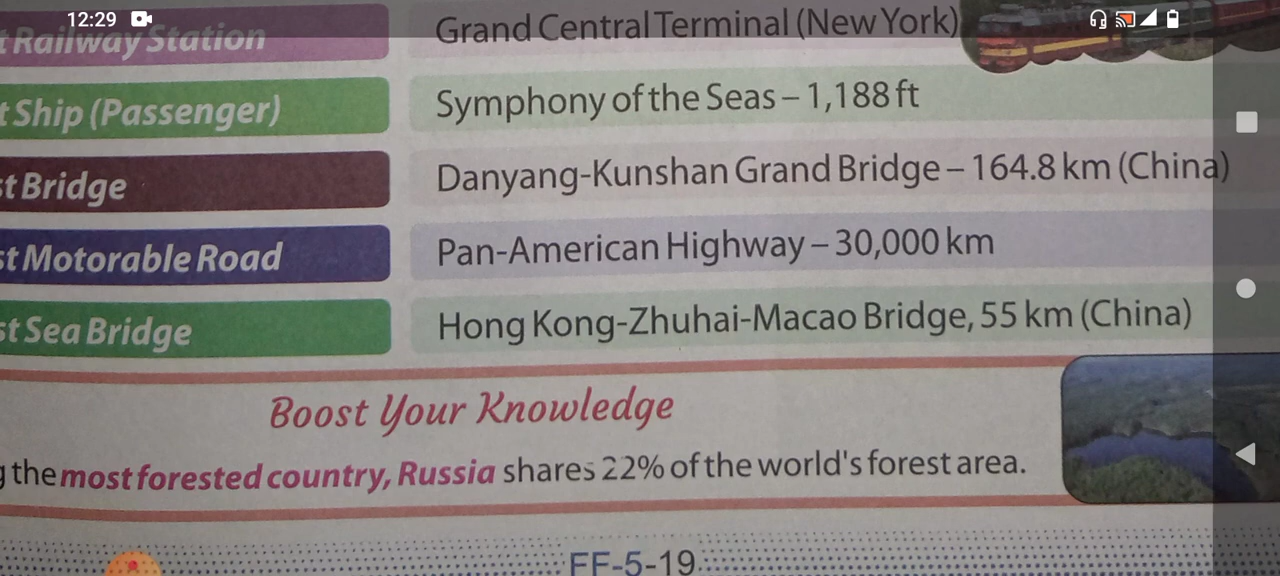 12:29
t Railway Station Grand Central Terminal (New York)
t Ship (Passenger) Symphony of the Seas – 1,188 ft
st Bridge Danyang-Kunshan Grand Bridge – 164.8 km (China)
st Motorable Road Pan-American Highway – 30,000 km
st Sea Bridge Hong Kong-Zhuhai-Macao Bridge, 55 km (China)
Boost Your Knowledge
g the most forested country, Russia shares 22% of the world's forest area.
FF-5-19